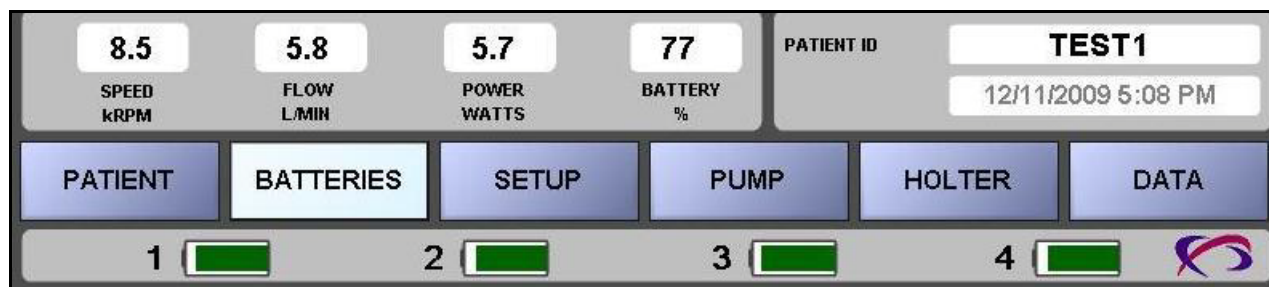 8.5 5.8 5.7 77 PATIENT ID TEST1
SPEED FLOW POWER BATTERY 12/11/2009 5:08 PM
kRPM L/MIN WATTS %
PATIENT BATTERIES SETUP PUMP HOLTER DATA
1 2 3 4